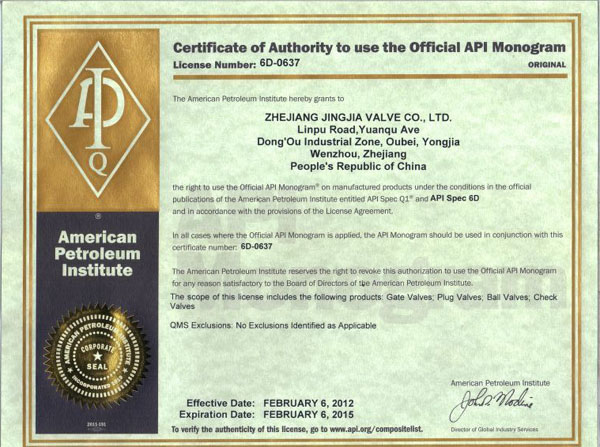 Certificate of Authority to use the Official API Monogram
License Number: 6D-0637
ORIGINAL
The American Petroleum Institute hereby grants to
ZHEJIANG JINGJIA VALVE CO., LTD.
Linpu Road,Yuanqu Ave
Dong'Ou Industrial Zone, Oubei, Yongjia
Wenzhou, Zhejiang
People's Republic of China
the right to use the Official API Monogram® on manufactured products under the conditions in the official
publications of the American Petroleum Institute entitled API Spec Q1® and API Spec 6D
and in accordance with the provisions of the License Agreement.
In all cases where the Official API Monogram is applied, the API Monogram should be used in conjunction with this
certificate number: 6D-0637
The American Petroleum Institute reserves the right to revoke this authorization to use the Official API Monogram
for any reason satisfactory to the Board of Directors of the American Petroleum Institute.
The scope of this license includes the following products: Gate Valves; Plug Valves; Ball Valves; Check
Valves
QMS Exclusions: No Exclusions Identified as Applicable
Effective Date: FEBRUARY 6, 2012
Expiration Date: FEBRUARY 6, 2015
To verify the authenticity of this license, go to www.api.org/compositelist.
American Petroleum Institute
Director of Global Industry Services
API
Q
®
American
Petroleum
Institute
AMERICAN PETROLEUM INSTITUTE
CORPORATE
SEAL
INCORPORATED